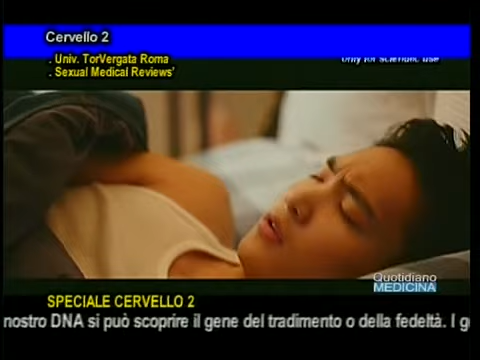 Cervello 2
. Univ. TorVergata Roma
. Sexual Medical Reviews'
only for scientific use
Quotidiano
MEDICINA
SPECIALE CERVELLO 2
nostro DNA si può scoprire il gene del tradimento o della fedeltà. I g